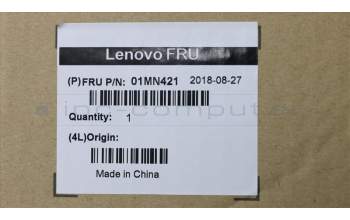 Lenovo FRU
(P)FRU P/N: 01MN421 2018-08-27
Quantity: 1
(4L)Origin:
Made in China